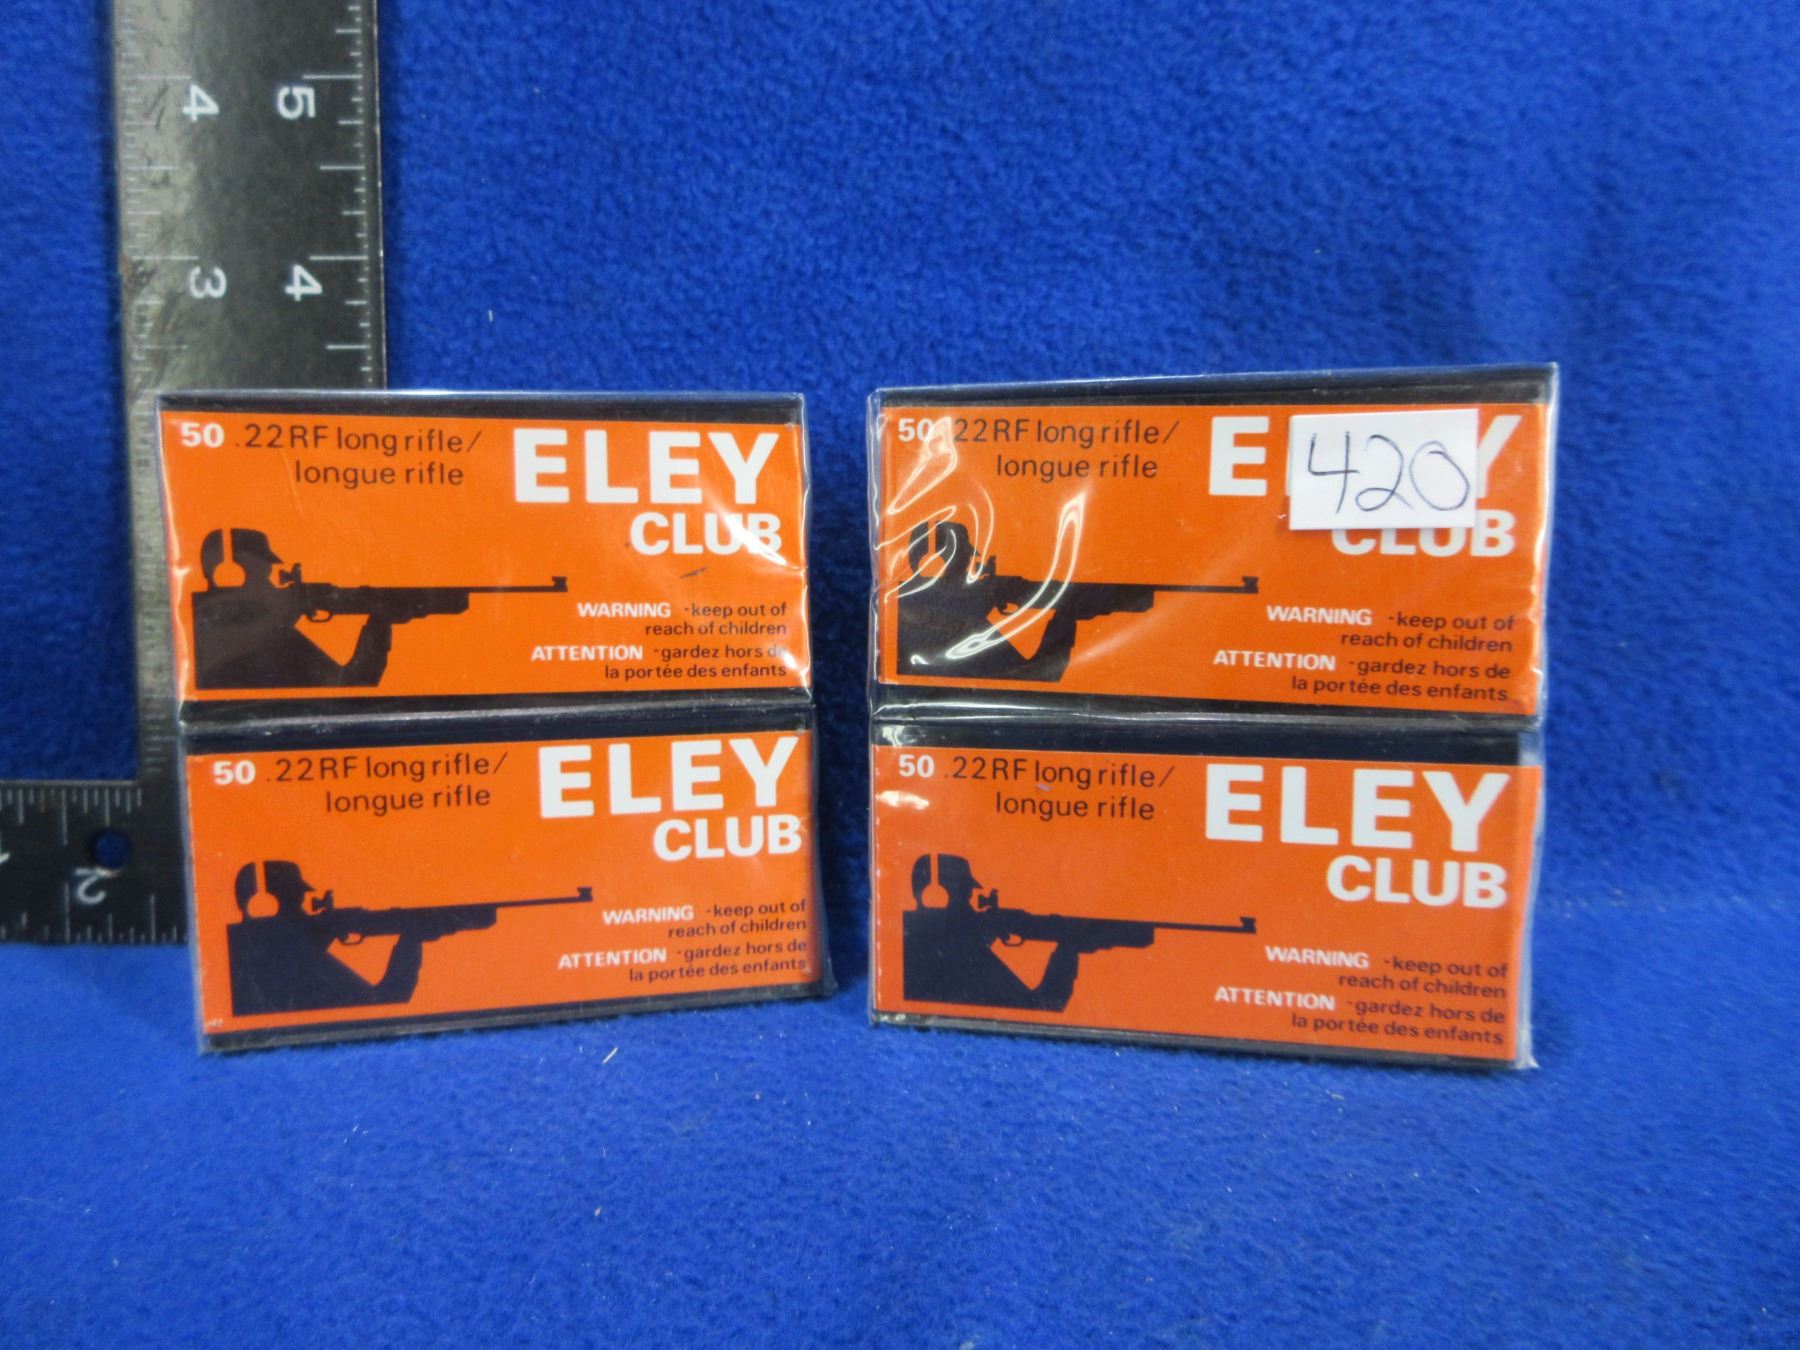 4 5
3 4
2
50 .22RF long rifle/
longue rifle
ELEY
CLUB
WARNING -keep out of
reach of children
ATTENTION -gardez hors de
la portée des enfants
50 .22RF long rifle/
longue rifle
ELEY
CLUB
WARNING -keep out of
reach of children
ATTENTION -gardez hors de
la portée des enfants
50 .22RF long rifle/
longue rifle
E Y
420
CLUB
WARNING -keep out of
reach of children
ATTENTION -gardez hors de
la portée des enfants
50 .22RF long rifle/
longue rifle
ELEY
CLUB
WARNING -keep out of
reach of children
ATTENTION -gardez hors de
la portée des enfants